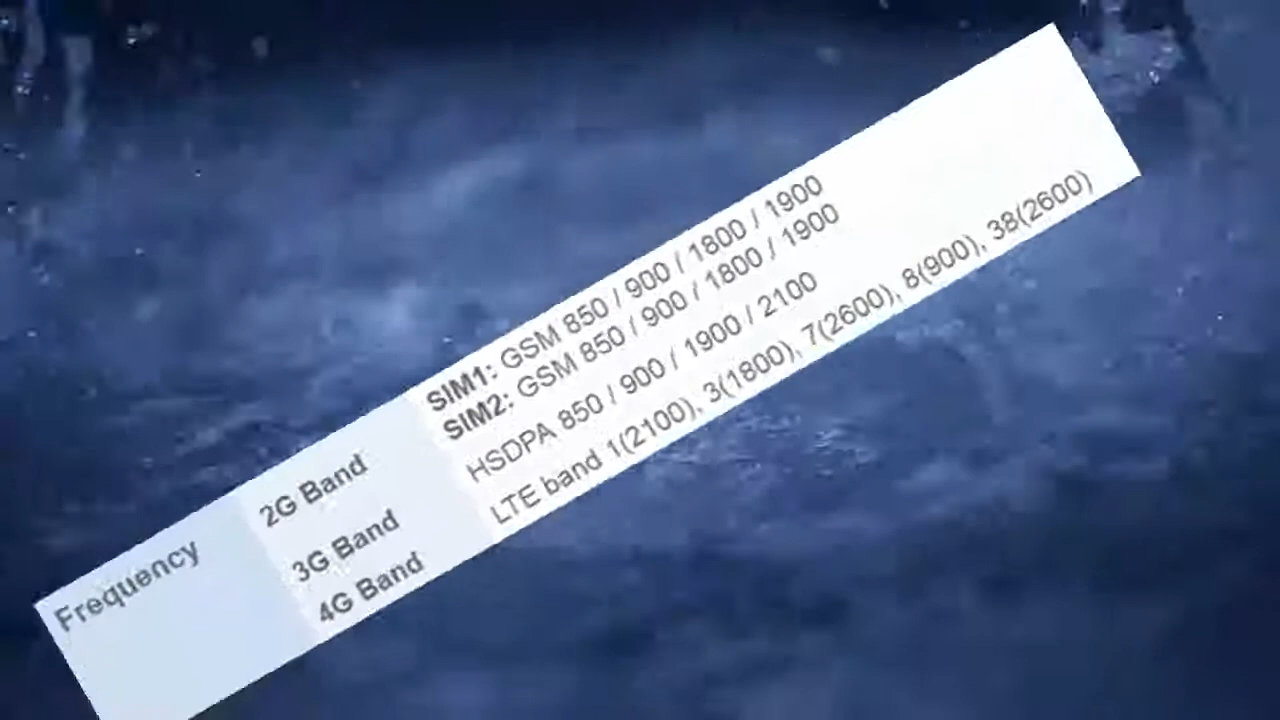 Frequency
2G Band
SIM1: GSM 850 / 900 / 1800 / 1900
SIM2: GSM 850 / 900 / 1800 / 1900
3G Band
HSDPA 850 / 900 / 1900 / 2100
4G Band
LTE band 1(2100), 3(1800), 7(2600), 8(900), 38(2600)